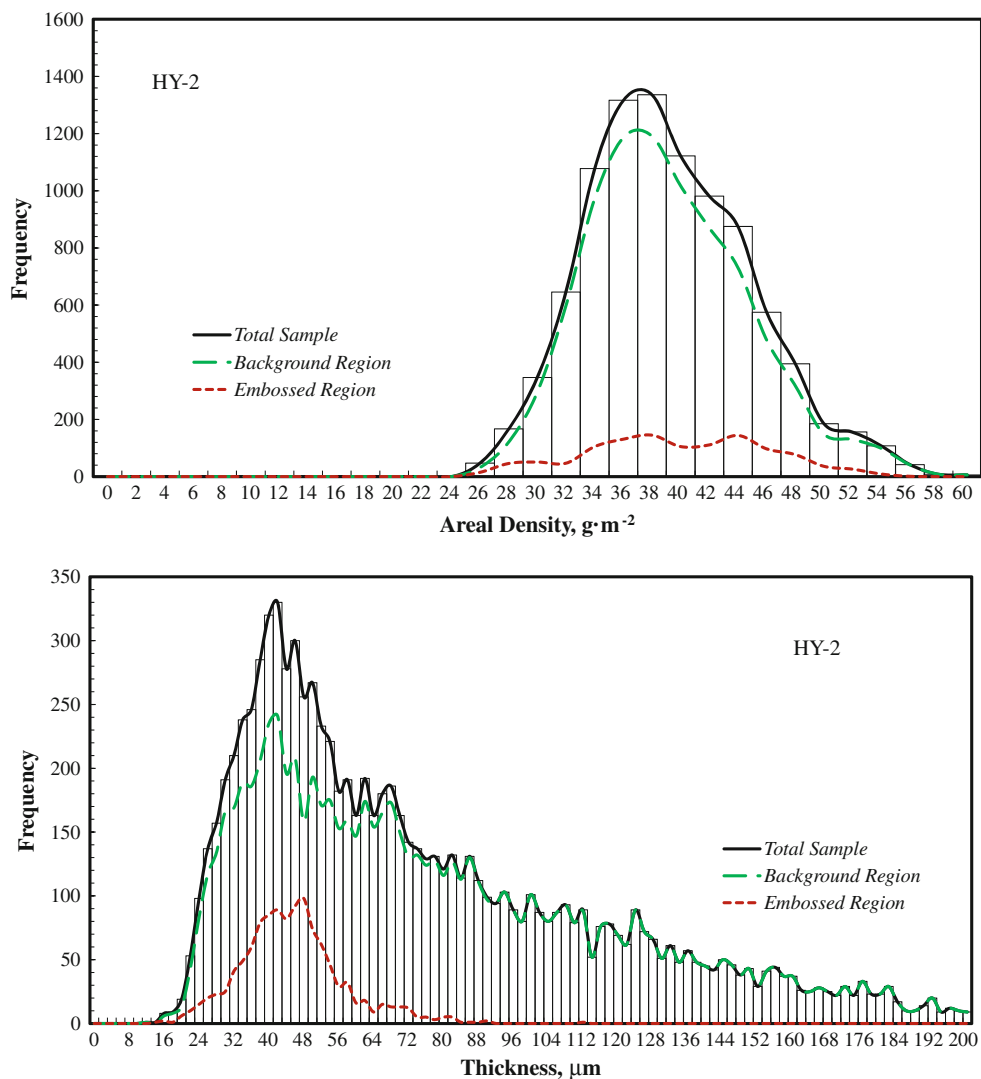 1600
1400
1200
1000
800
600
400
200
0
Frequency
HY-2
Total Sample
Background Region
Embossed Region
0 2 4 6 8 10 12 14 16 18 20 22 24 26 28 30 32 34 36 38 40 42 44 46 48 50 52 54 56 58 60
Areal Density, g·m⁻²
350
300
250
200
150
100
50
0
Frequency
HY-2
Total Sample
Background Region
Embossed Region
0 8 16 24 32 40 48 56 64 72 80 88 96 104 112 120 128 136 144 152 160 168 176 184 192 200
Thickness, μm